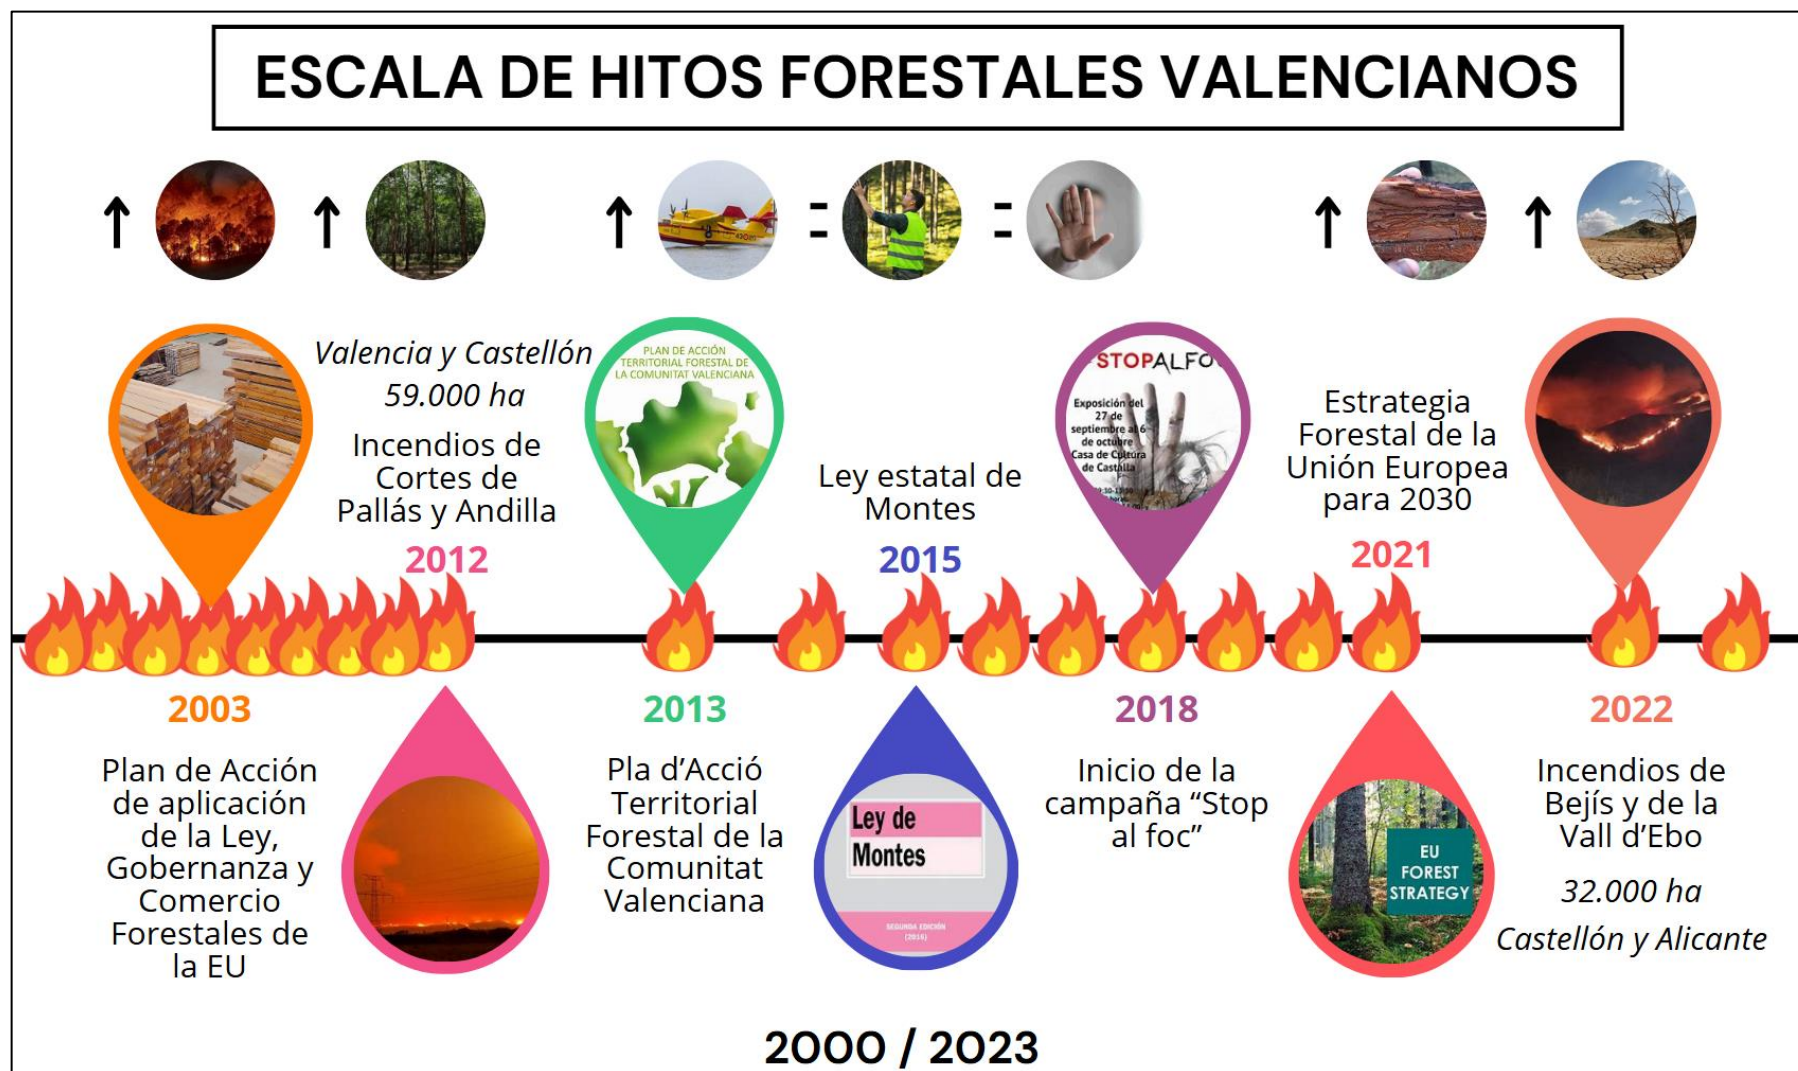 ESCALA DE HITOS FORESTALES VALENCIANOS
Valencia y Castellón
59.000 ha
Incendios de
Cortes de
Pallás y Andilla
2012
PLAN DE ACCIÓN
TERRITORIAL FORESTAL DE
LA COMUNITAT VALENCIANA
Ley estatal de
Montes
2015
STOPALFO
Exposición del
27 de
septiembre al 6
de octubre
Casa de Cultura
de Castalla
Estrategia
Forestal de la
Unión Europea
para 2030
2021
2003
Plan de Acción
de aplicación
de la Ley,
Gobernanza y
Comercio
Forestales de
la EU
2013
Pla d’Acció
Territorial
Forestal de la
Comunitat
Valenciana
Ley de
Montes
SEGUNDA EDICIÓN
(2016)
2018
Inicio de la
campaña “Stop
al foc”
EU
FOREST
STRATEGY
2022
Incendios de
Bejís y de la
Vall d’Ebo
32.000 ha
Castellón y Alicante
2000 / 2023